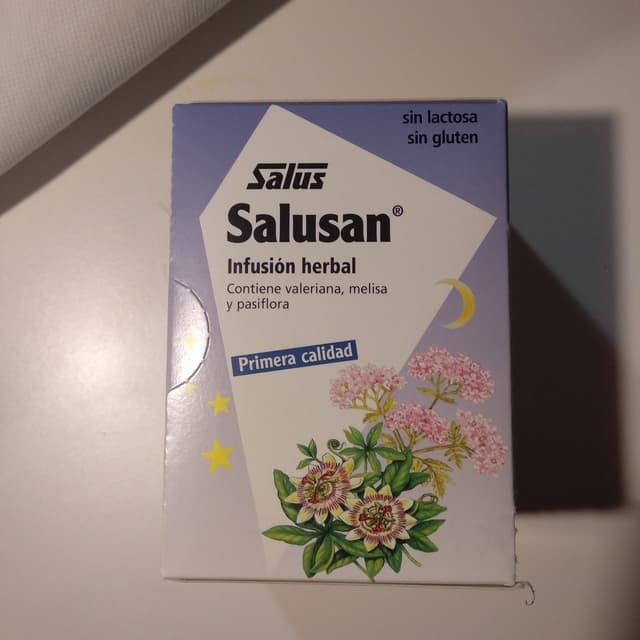 sin lactosa
sin gluten
Salus
Salusan®
Infusión herbal
Contiene valeriana, melisa
y pasiflora
Primera calidad